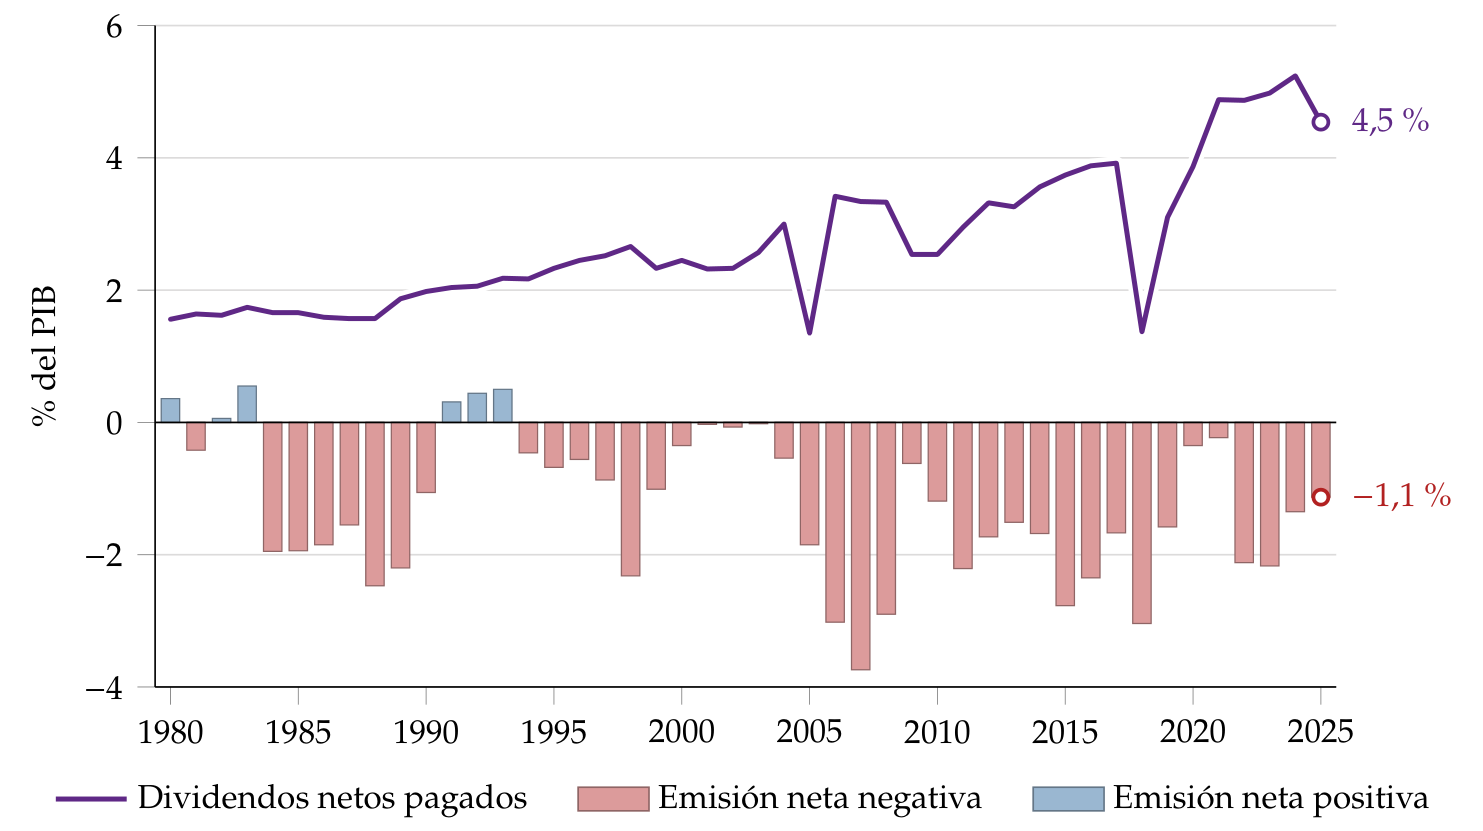 6
4
2
0
−2
−4
% del PIB
4,5 %
−1,1 %
1980 1985 1990 1995 2000 2005 2010 2015 2020 2025
Dividendos netos pagados Emisión neta negativa Emisión neta positiva